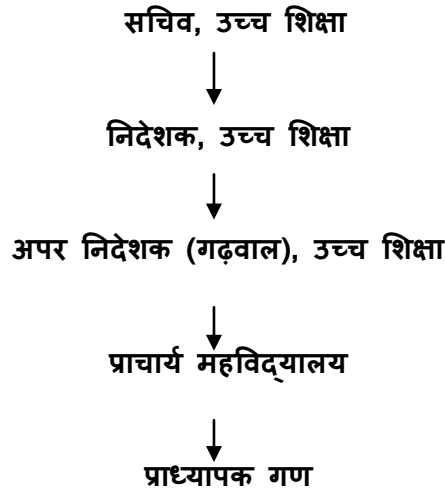 सचिव, उच्च शिक्षा
निदेशक, उच्च शिक्षा
अपर निदेशक (गढ़वाल), उच्च शिक्षा
प्राचार्य महविद्‌यालय
प्राध्यापक गण